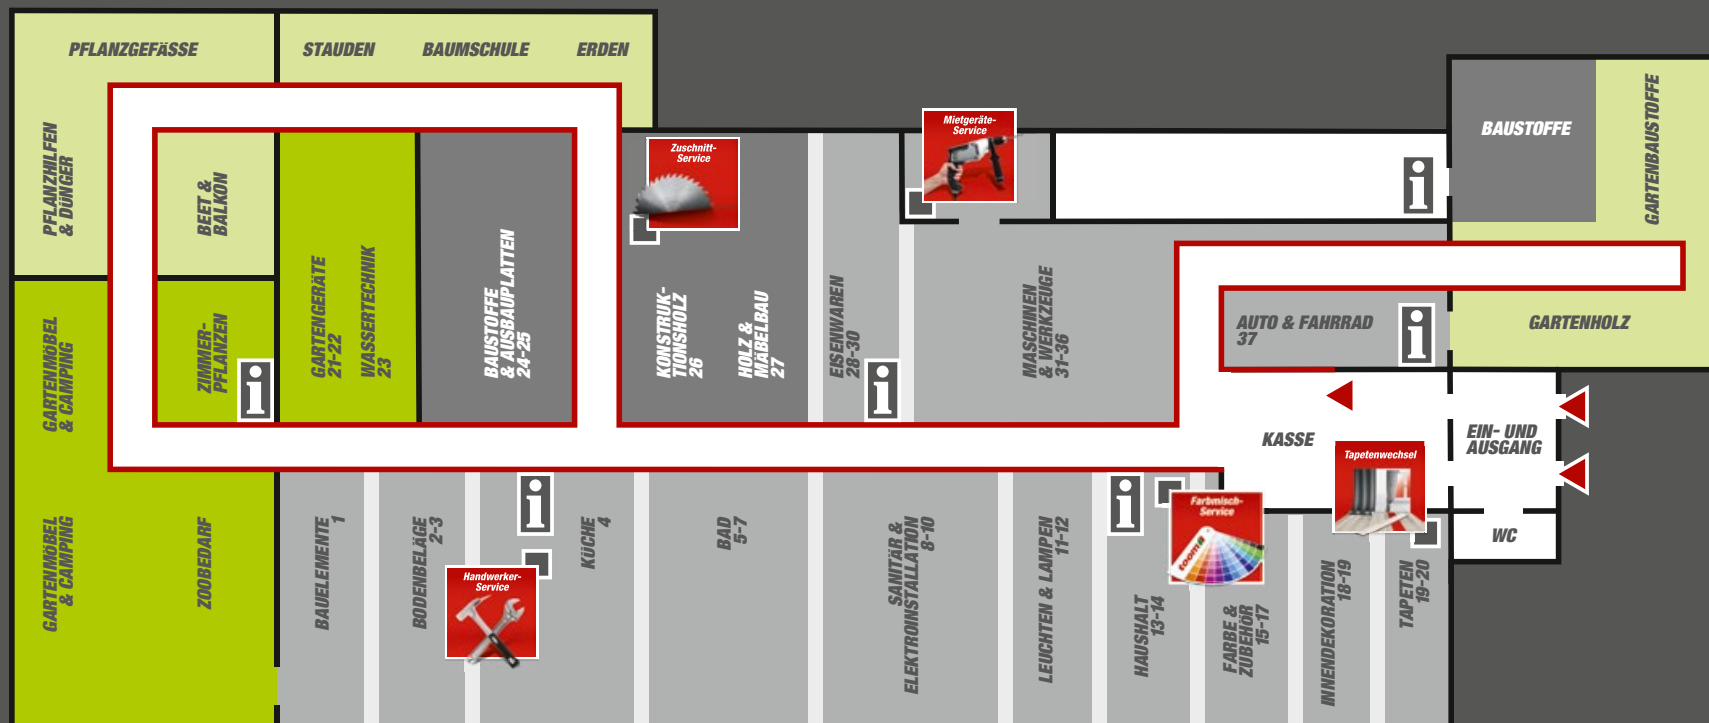 PFLANZGEFÄSSE
STAUDEN
BAUMSCHULE
ERDEN
PFLANZHILFEN
& DÜNGER
BEET &
BALKON
GARTENMÖBEL
& CAMPING
ZIMMER-
PFLANZEN
GARTENGERÄTE
21-22
WASSERTECHNIK
23
BAUSTOFFE
& AUSBAUPLATTEN
24-25
Zuschnitt-
Service
KONSTRUK-
TIONSHOLZ
26
HOLZ &
MÄBELBAU
27
EISENWAREN
28-30
Mietgeräte-
Service
MASCHINEN
& WERKZEUGE
31-36
BAUSTOFFE
GARTENBAUSTOFFE
AUTO & FAHRRAD
37
GARTENHOLZ
KASSE
EIN- UND
AUSGANG
Tapetenwechsel
WC
GARTENMÖBEL
& CAMPING
ZOOBEDARF
BAUELEMENTE
1
BODENBELÄGE
2-3
Handwerker-
Service
KÜCHE
4
BAD
5-7
SANITÄR &
ELEKTROINSTALLATION
8-10
LEUCHTEN & LAMPEN
11-12
HAUSHALT
13-14
Farbmisch-
Service
toom
FARBE &
ZUBEHÖR
15-17
INNENDEKORATION
18-19
TAPETEN
19-20
i
i
i
i
i
i